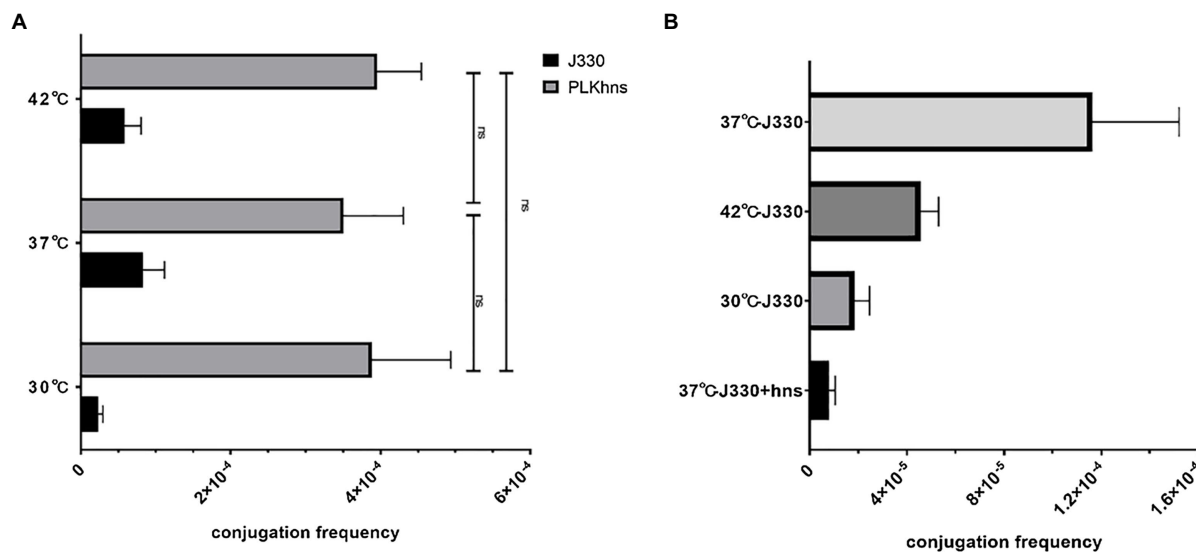 A
J330
PLKhns
42℃
37℃
30℃
ns
ns
ns
0
2×10⁻⁴
4×10⁻⁴
6×10⁻⁴
conjugation frequency
B
37℃-J330
42℃-J330
30℃-J330
37℃-J330+hns
0
4×10⁻⁵
8×10⁻⁵
1.2×10⁻⁴
1.6×10⁻⁴
conjugation frequency